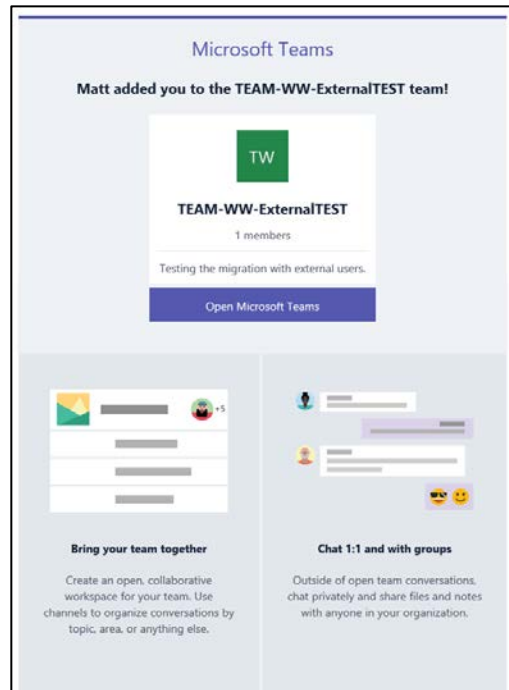 Microsoft Teams
Matt added you to the TEAM-WW-ExternalTEST team!
TW
TEAM-WW-ExternalTEST
1 members
Testing the migration with external users.
Open Microsoft Teams
+5
Bring your team together
Create an open, collaborative
workspace for your team. Use
channels to organize conversations by
topic, area, or anything else.
Chat 1:1 and with groups
Outside of open team conversations,
chat privately and share files and notes
with anyone in your organization.